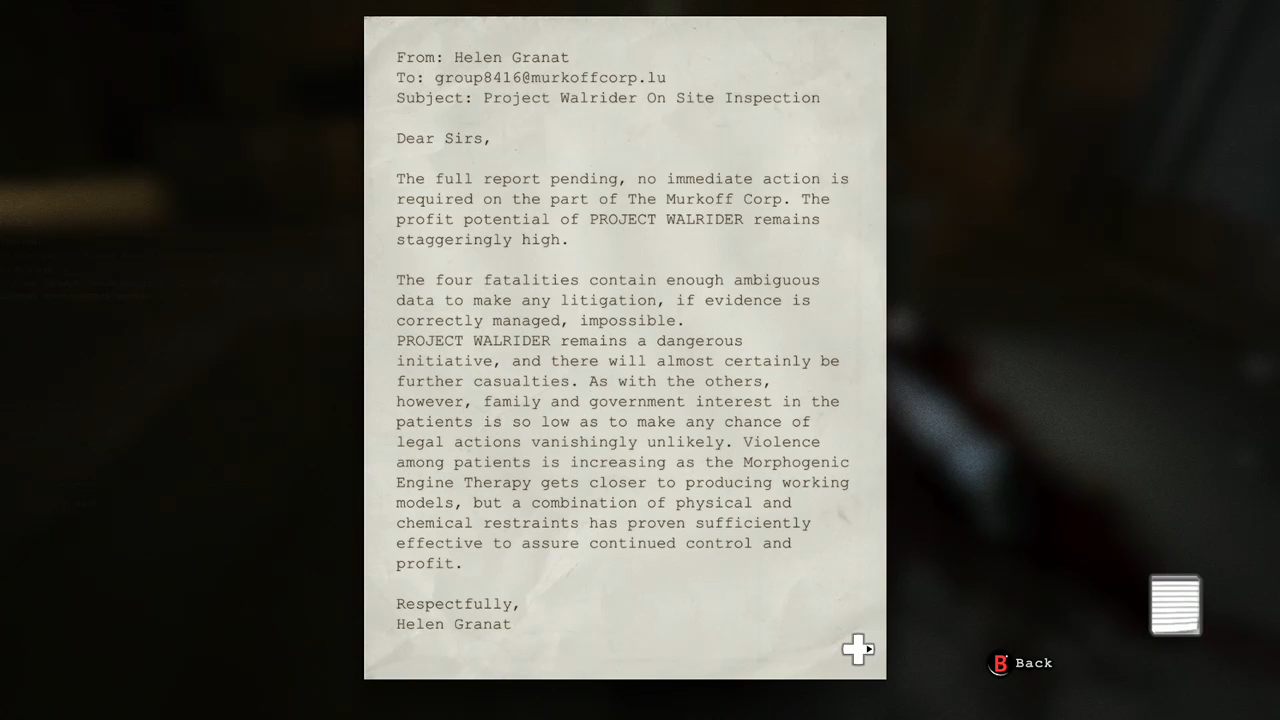 From: Helen Granat
To: group8416@murkoffcorp.lu
Subject: Project Walrider On Site Inspection
Dear Sirs,
The full report pending, no immediate action is
required on the part of The Murkoff Corp. The
profit potential of PROJECT WALRIDER remains
staggeringly high.
The four fatalities contain enough ambiguous
data to make any litigation, if evidence is
correctly managed, impossible.
PROJECT WALRIDER remains a dangerous
initiative, and there will almost certainly be
further casualties. As with the others,
however, family and government interest in the
patients is so low as to make any chance of
legal actions vanishingly unlikely. Violence
among patients is increasing as the Morphogenic
Engine Therapy gets closer to producing working
models, but a combination of physical and
chemical restraints has proven sufficiently
effective to assure continued control and
profit.
Respectfully,
Helen Granat
B Back